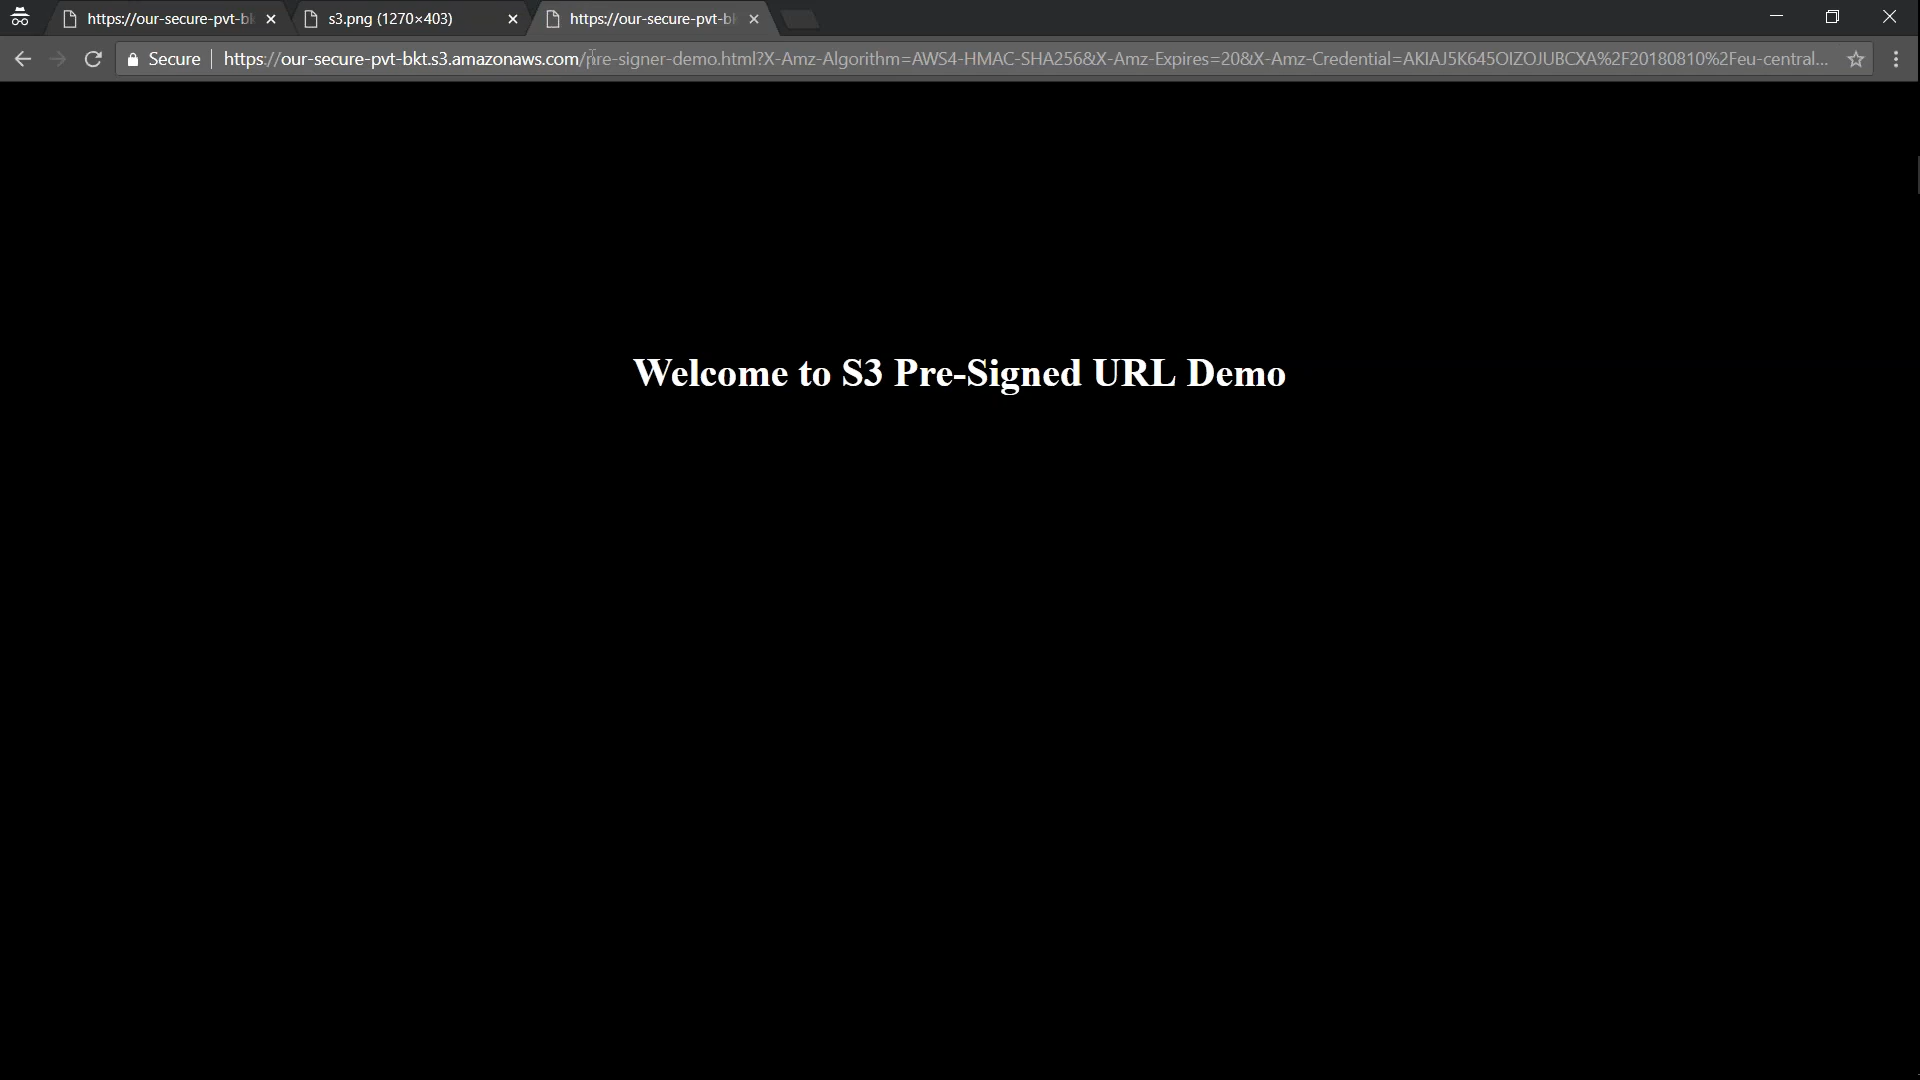 https://our-secure-pvt-bk
s3.png (1270×403)
https://our-secure-pvt-bk
Secure
https://our-secure-pvt-bkt.s3.amazonaws.com/pre-signer-demo.html?X-Amz-Algorithm=AWS4-HMAC-SHA256&X-Amz-Expires=20&X-Amz-Credential=AKIAJ5K645OIZOJUBCXA%2F20180810%2Feu-central...
Welcome to S3 Pre-Signed URL Demo